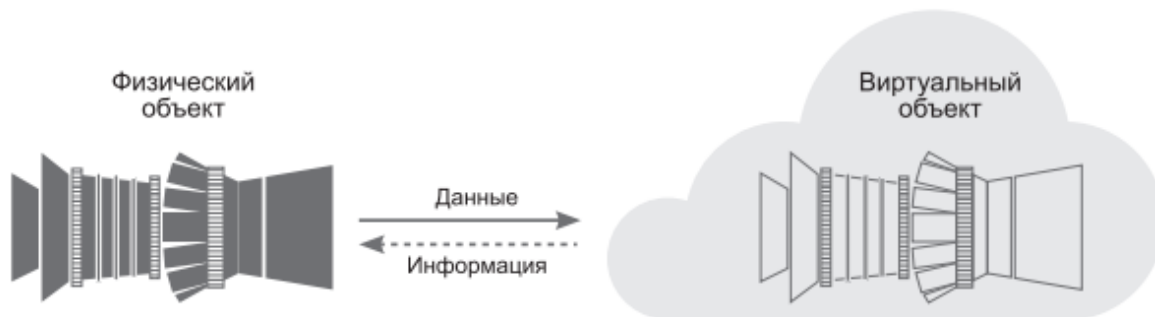 Физический
объект
Данные
Информация
Виртуальный
объект